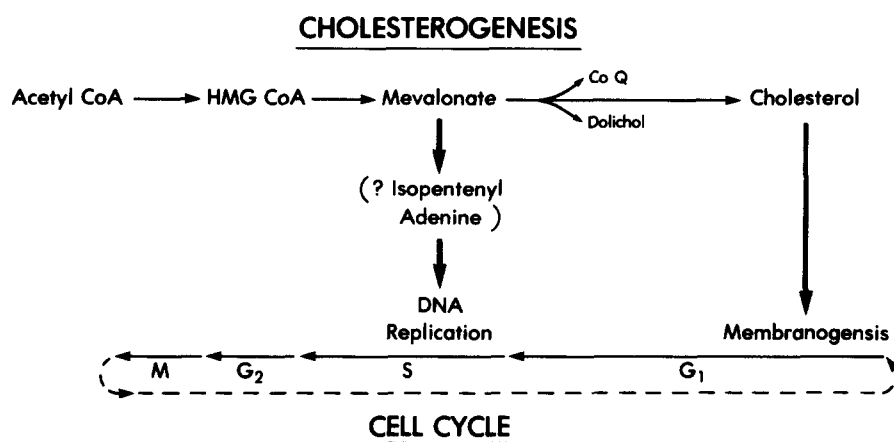 CHOLESTEROGENESIS
Acetyl CoA HMG CoA Mevalonate Co Q Cholesterol
Dolichol
(? Isopentenyl
Adenine )
DNA
Replication Membranogensis
M G₂ S G₁
CELL CYCLE